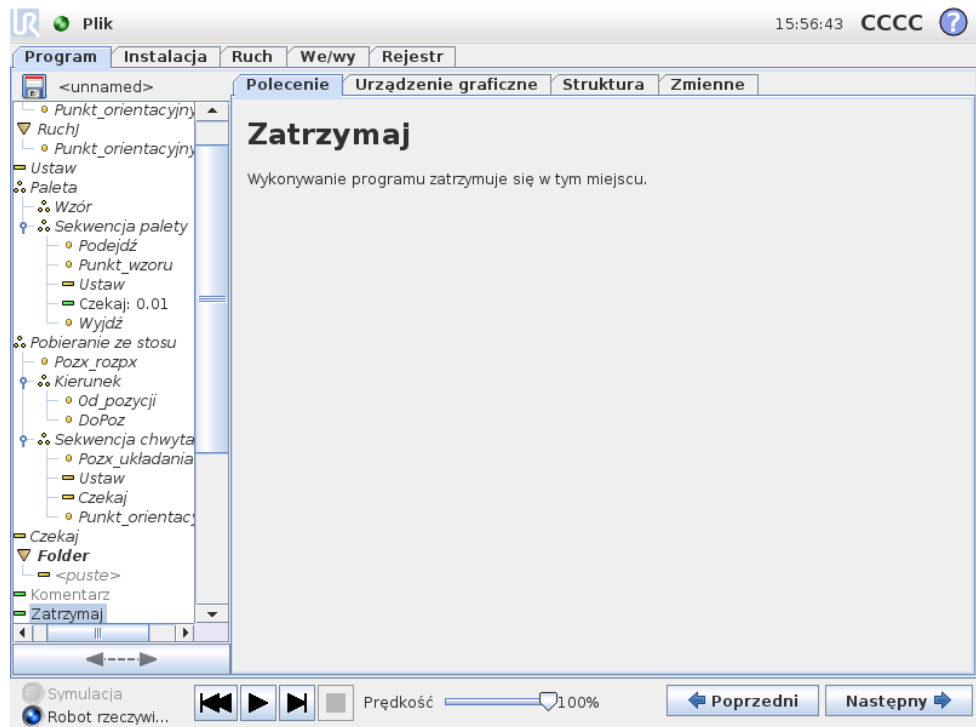 Plik
15:56:43 CCCC ?
Program Instalacja Ruch We/wy Rejestr
<unnamed>
Polecenie Urządzenie graficzne Struktura Zmienne
Punkt_orientacyjny
RuchJ
Punkt_orientacyjny
Ustaw
Paleta
Wzór
Sekwencja palety
Podejdź
Punkt_wzoru
Ustaw
Czekaj: 0.01
Wyjdź
Pobieranie ze stosu
Pozx_rozpx
Kierunek
Od_pozycji
DoPoz
Sekwencja chwyta
Pozx_układania
Ustaw
Czekaj
Punkt_orientacy
Czekaj
Folder
<puste>
Komentarz
Zatrzymaj
Zatrzymaj
Wykonywanie programu zatrzymuje się w tym miejscu.
Symulacja
Robot rzeczywi...
Prędkość 100%
Poprzedni Następny